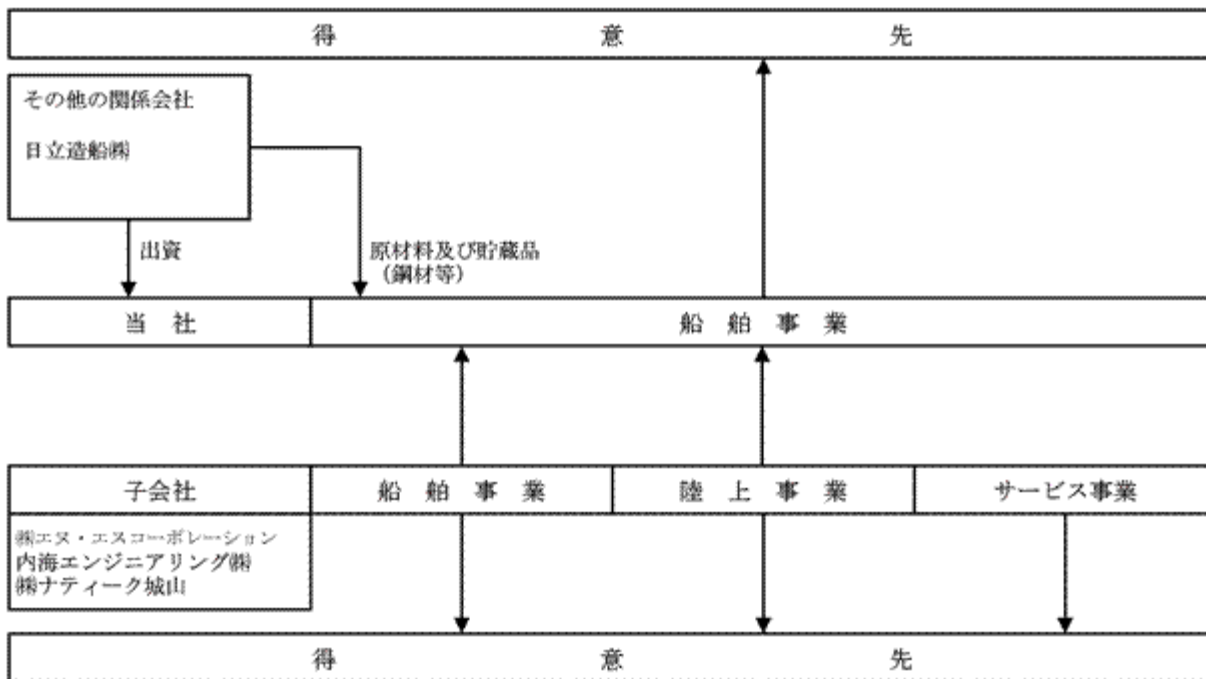 得意先
その他の関係会社
日立造船㈱
出資
原材料及び貯蔵品
(鋼材等)
当社
船舶事業
子会社
船舶事業
陸上事業
サービス事業
㈱エヌ・エスコーポレーション
内海エンジニアリング㈱
㈱ナティーク城山
得意先